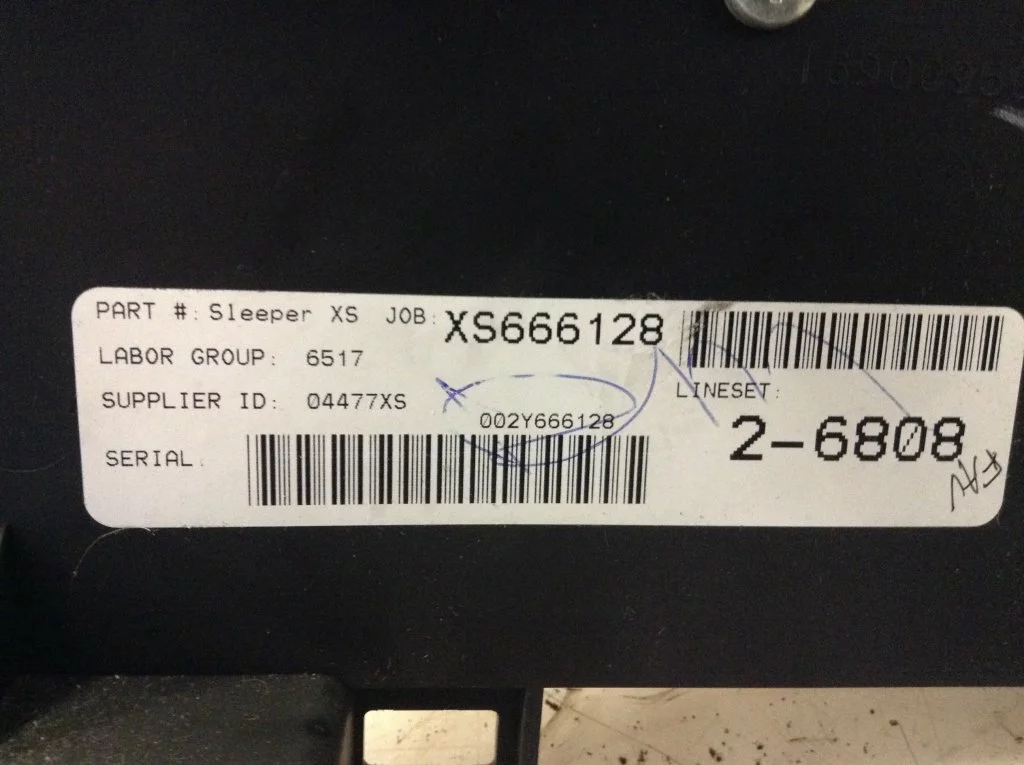 PART #: Sleeper XS JOB: XS666128
LABOR GROUP: 6517
SUPPLIER ID: 04477XS
LINESET:
002Y666128
2-6808
SERIAL: